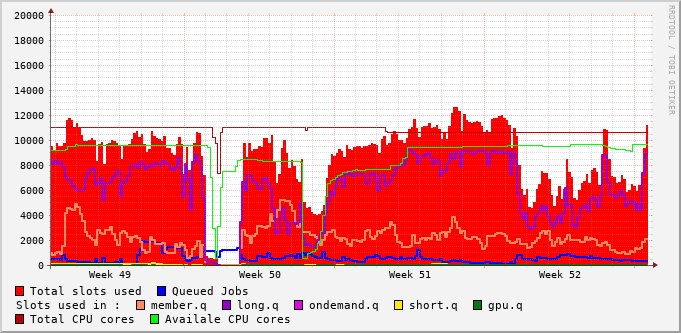 20000
18000
16000
14000
12000
10000
8000
6000
4000
2000
0
Week 49 Week 50 Week 51 Week 52
Total slots used Queued Jobs
Slots used in : member.q long.q ondemand.q short.q gpu.q
Total CPU cores Availale CPU cores
RRDTOOL / TOBI OETIKER